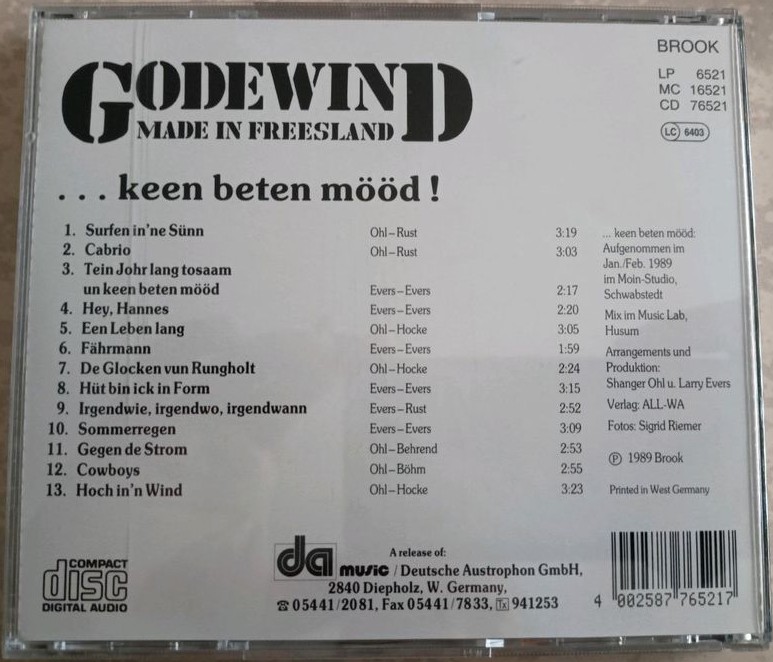 BROOK
LP 6521
MC 16521
CD 76521
LC 6403
GODEWIND
MADE IN FREESLAND
... keen beten mööd!
1. Surfen in'ne Sünn Ohl–Rust 3:19
2. Cabrio Ohl–Rust 3:03
3. Tein Johr lang tosaam
un keen beten mööd Evers–Evers 2:17
4. Hey, Hannes Evers–Evers 2:20
5. Een Leben lang Ohl–Hocke 3:05
6. Fährmann Evers–Evers 1:59
7. De Glocken vun Rungholt Ohl–Hocke 2:24
8. Hüt bin ick in Form Evers–Evers 3:15
9. Irgendwie, irgendwo, irgendwann Evers–Rust 2:52
10. Sommerregen Evers–Evers 3:09
11. Gegen de Strom Ohl–Behrend 2:53
12. Cowboys Ohl–Böhm 2:55
13. Hoch in'n Wind Ohl–Hocke 3:23
... keen beten mööd:
Aufgenommen im
Jan./Feb. 1989
im Moin-Studio,
Schwabstedt
Mix im Music Lab,
Husum
Arrangements und
Produktion:
Shanger Ohl u. Larry Evers
Verlag: ALL-WA
Fotos: Sigrid Riemer
Ⓟ 1989 Brook
Printed in West Germany
COMPACT
disc
DIGITAL AUDIO
A release of:
da music / Deutsche Austrophon GmbH,
2840 Diepholz, W. Germany,
☎ 05441/2081, Fax 05441/7833, Tx 941253
4 002587 765217